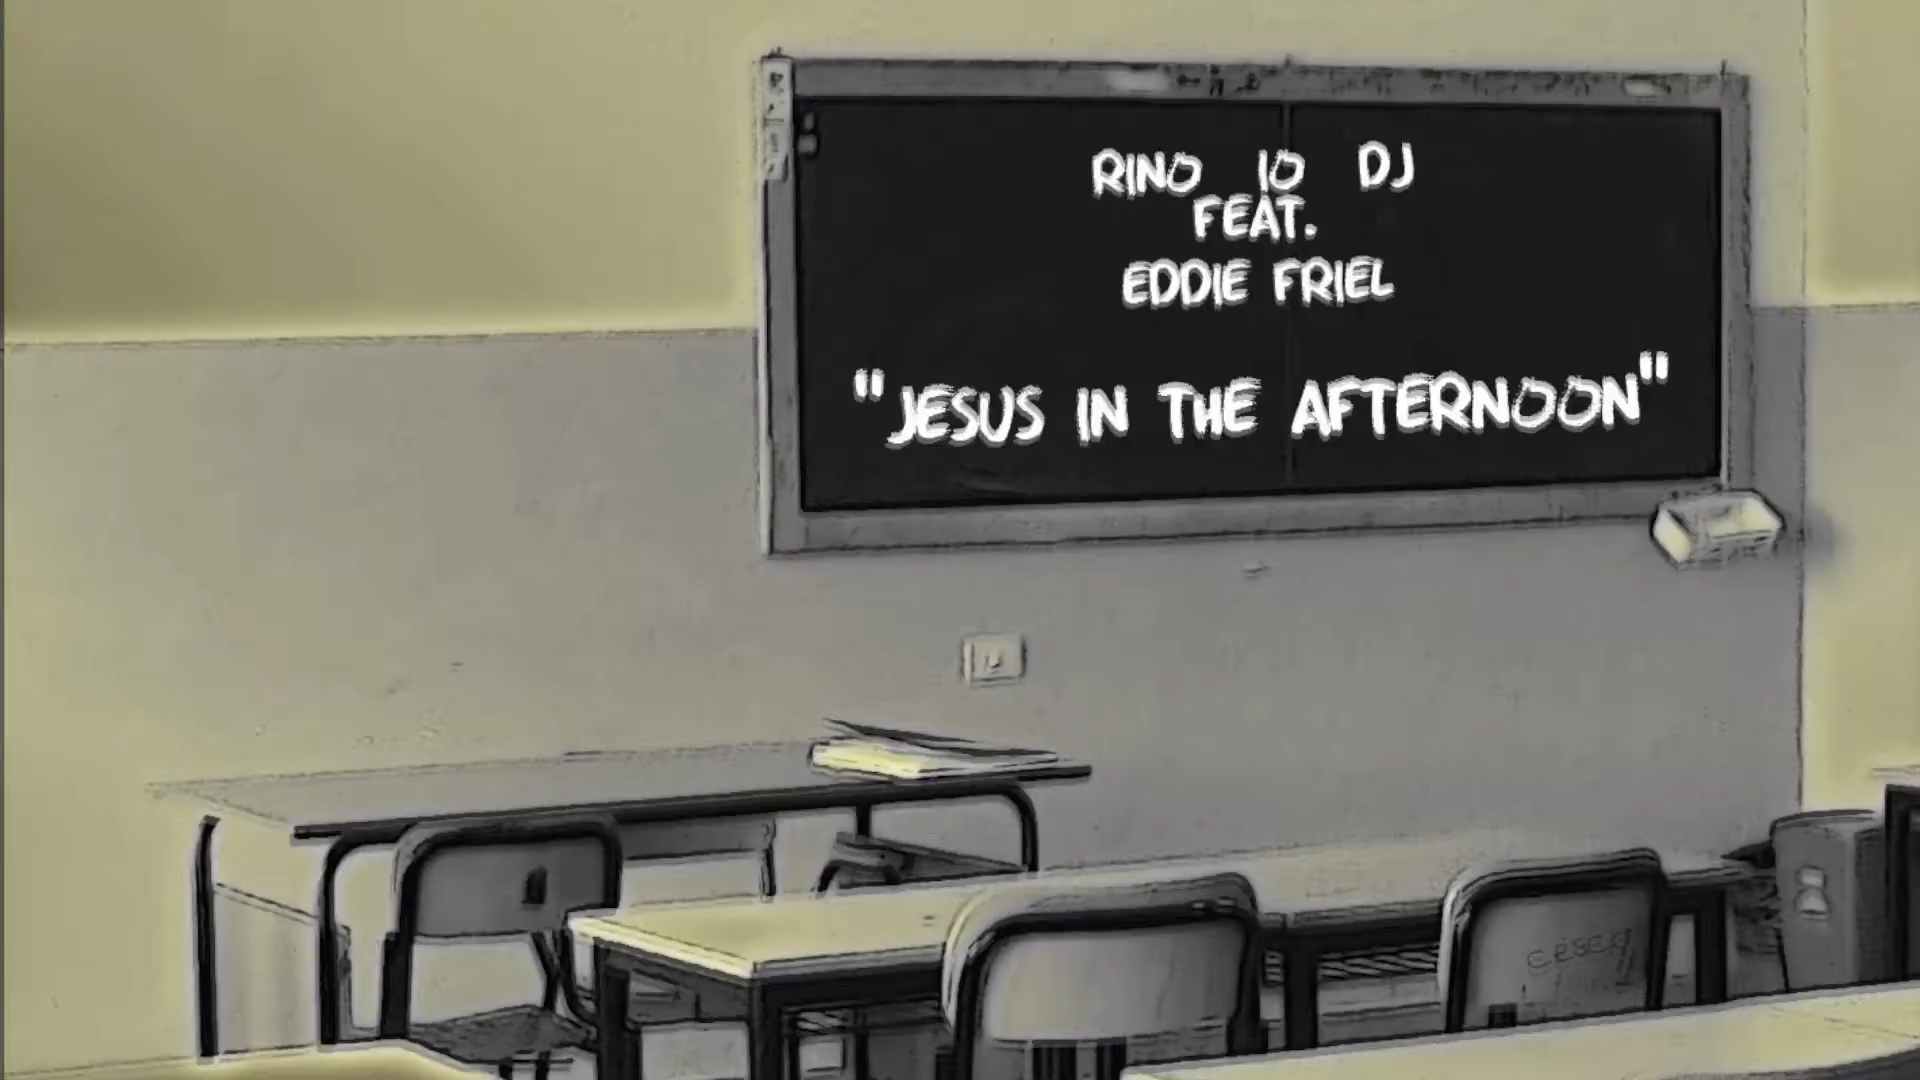 RINO IO DJ
FEAT.
EDDIE FRIEL
"JESUS IN THE AFTERNOON"